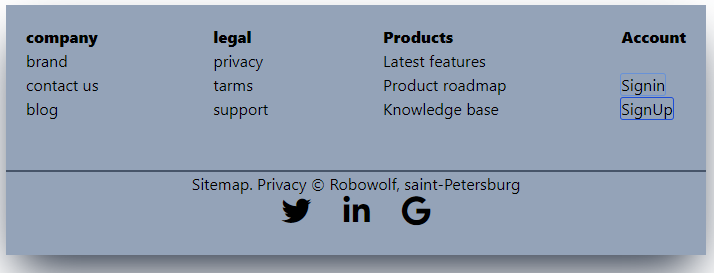 company
brand
contact us
blog
legal
privacy
tarms
support
Products
Latest features
Product roadmap
Knowledge base
Account
Signin
SignUp
Sitemap. Privacy © Robowolf, saint-Petersburg